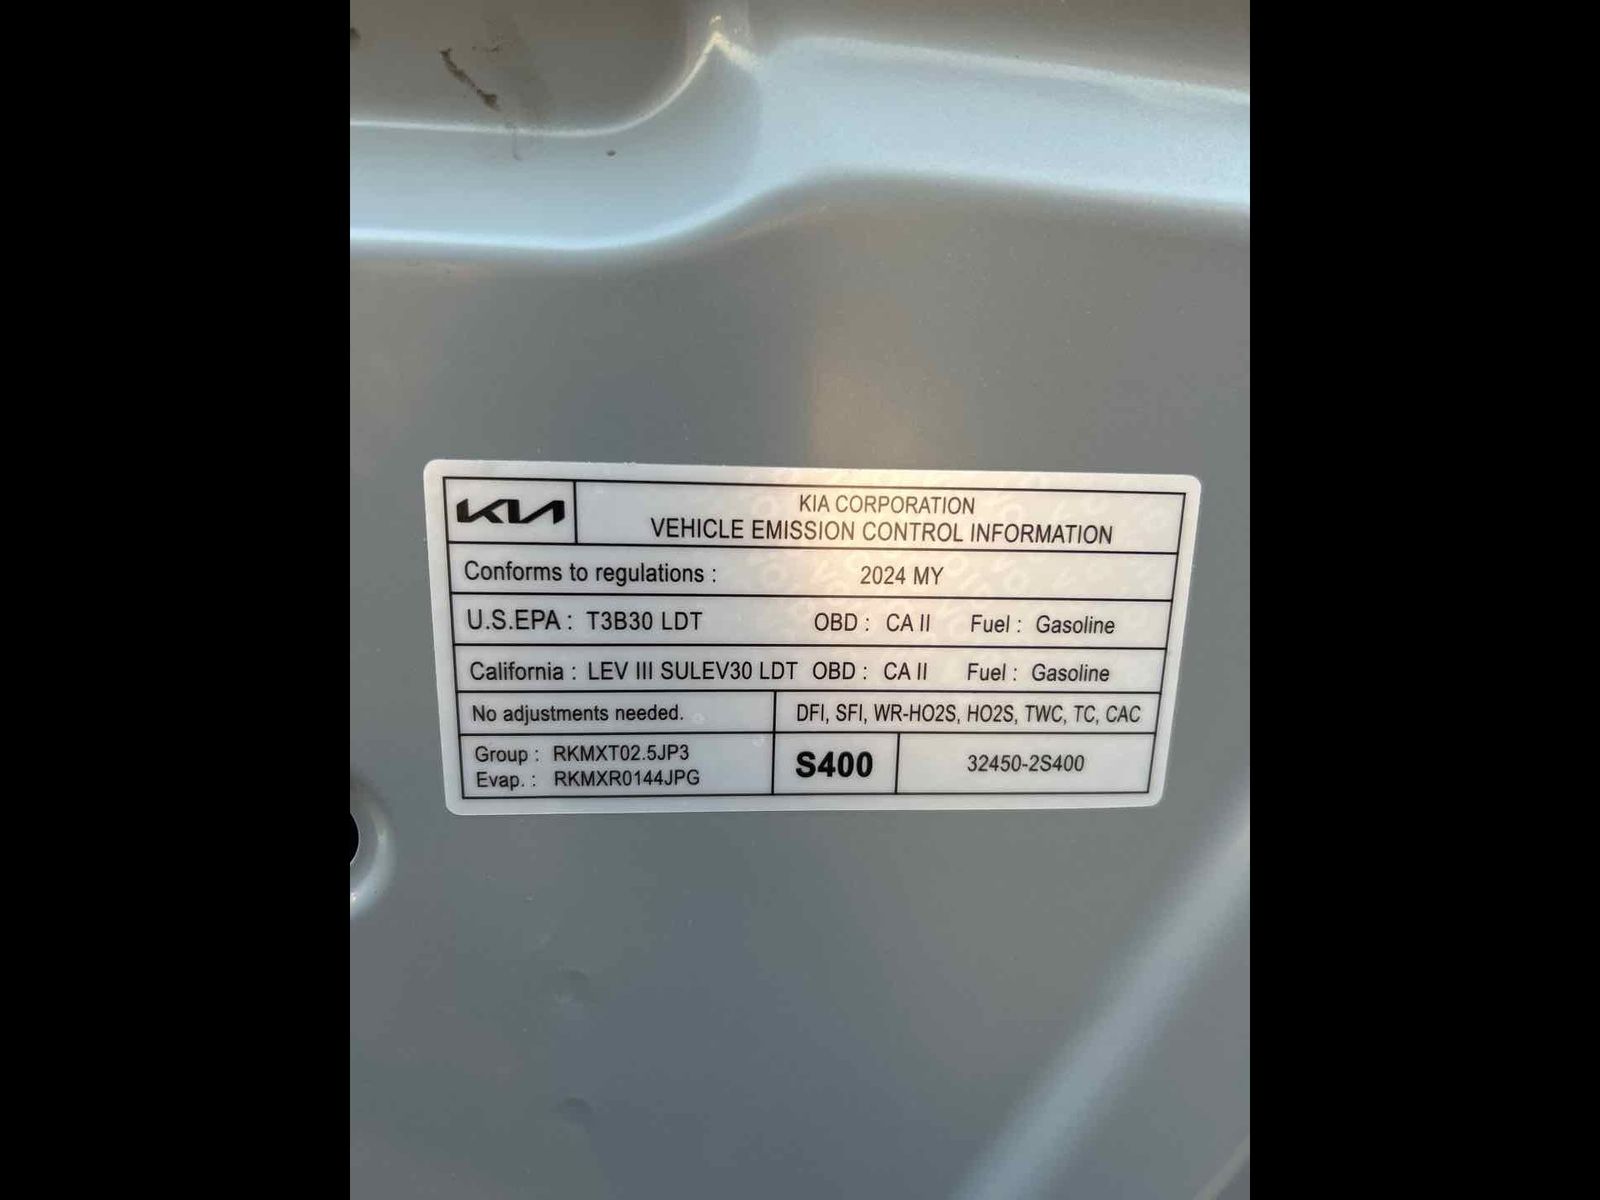 KIA
KIA CORPORATION
VEHICLE EMISSION CONTROL INFORMATION
Conforms to regulations : 2024 MY
U.S.EPA : T3B30 LDT OBD : CA II Fuel : Gasoline
California : LEV III SULEV30 LDT OBD : CA II Fuel : Gasoline
No adjustments needed. DFI, SFI, WR-HO2S, HO2S, TWC, TC, CAC
Group : RKMXT02.5JP3
Evap. : RKMXR0144JPG
S400
32450-2S400